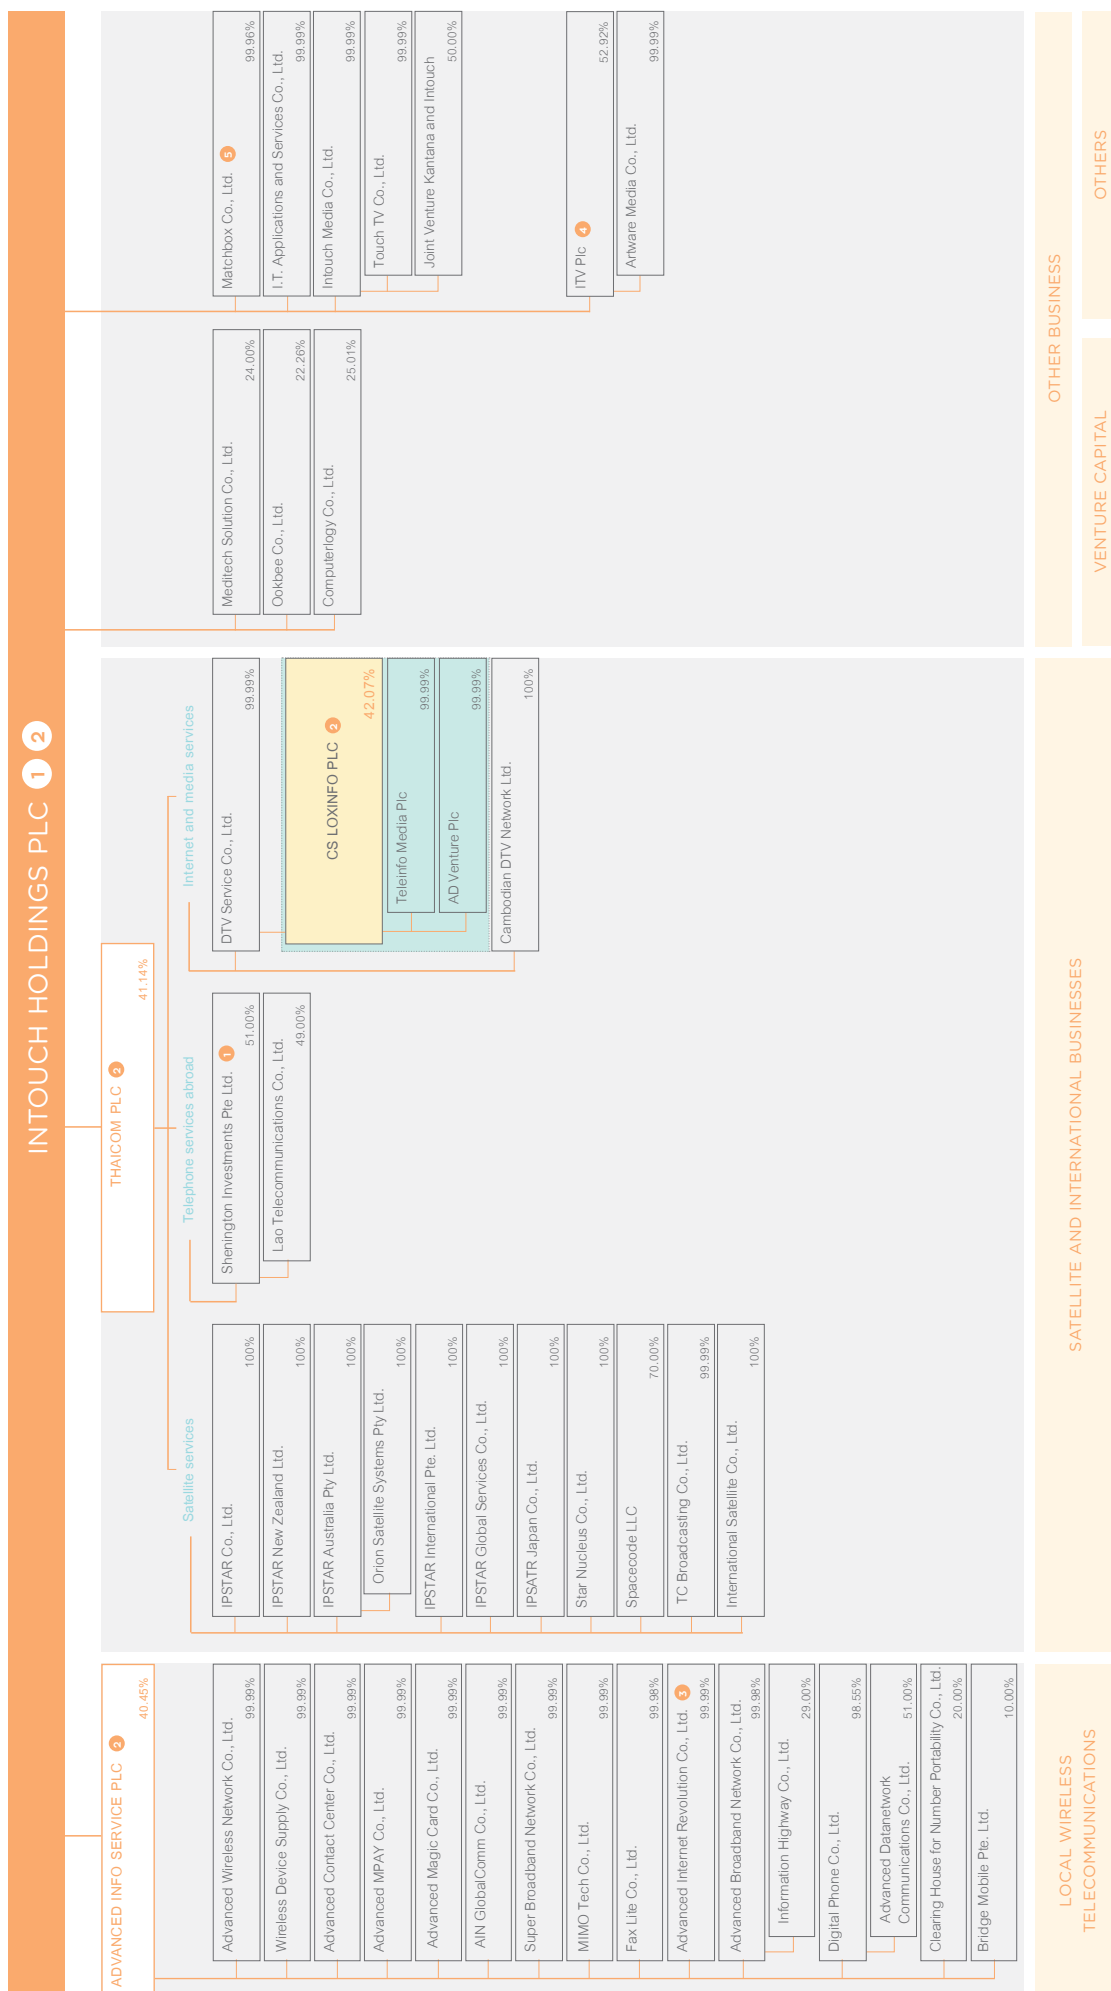 INTOUCH HOLDINGS PLC 1 2
ADVANCED INFO SERVICE PLC 2
40.45%
Advanced Wireless Network Co., Ltd.
99.99%
Wireless Device Supply Co., Ltd.
99.99%
Advanced Contact Center Co., Ltd.
99.99%
Advanced MPAY Co., Ltd.
99.99%
Advanced Magic Card Co., Ltd.
99.99%
AIN GlobalComm Co., Ltd.
99.99%
Super Broadband Network Co., Ltd.
99.99%
MIMO Tech Co., Ltd.
99.99%
Fax Lite Co., Ltd.
99.98%
Advanced Internet Revolution Co., Ltd. 3
99.99%
Advanced Broadband Network Co., Ltd.
99.98%
Information Highway Co., Ltd.
29.00%
Digital Phone Co., Ltd.
98.55%
Advanced Datanetwork
Communications Co., Ltd.
51.00%
Clearing House for Number Portability Co., Ltd.
20.00%
Bridge Mobile Pte. Ltd.
10.00%
LOCAL WIRELESS
TELECOMMUNICATIONS
THAICOM PLC 2
41.14%
Satellite services
IPSTAR Co., Ltd.
100%
IPSTAR New Zealand Ltd.
100%
IPSTAR Australia Pty Ltd.
100%
Orion Satellite Systems Pty Ltd.
100%
IPSTAR International Pte. Ltd.
100%
IPSTAR Global Services Co., Ltd.
100%
IPSATR Japan Co., Ltd.
100%
Star Nucleus Co., Ltd.
100%
Spacecode LLC
70.00%
TC Broadcasting Co., Ltd.
99.99%
International Satellite Co., Ltd.
100%
Telephone services abroad
Shenington Investments Pte Ltd. 1
51.00%
Lao Telecommunications Co., Ltd.
49.00%
Internet and media services
DTV Service Co., Ltd.
99.99%
CS LOXINFO PLC 2
42.07%
Teleinfo Media Plc
99.99%
AD Venture Plc
99.99%
Cambodian DTV Network Ltd.
100%
SATELLITE AND INTERNATIONAL BUSINESSES
Meditech Solution Co., Ltd.
24.00%
Ookbee Co., Ltd.
22.26%
Computerlogy Co., Ltd.
25.01%
Matchbox Co., Ltd. 5
99.96%
I.T. Applications and Services Co., Ltd.
99.99%
Intouch Media Co., Ltd.
99.99%
Touch TV Co., Ltd.
99.99%
Joint Venture Kantana and Intouch
50.00%
ITV Plc 4
52.92%
Artware Media Co., Ltd.
99.99%
OTHER BUSINESS
VENTURE CAPITAL
OTHERS